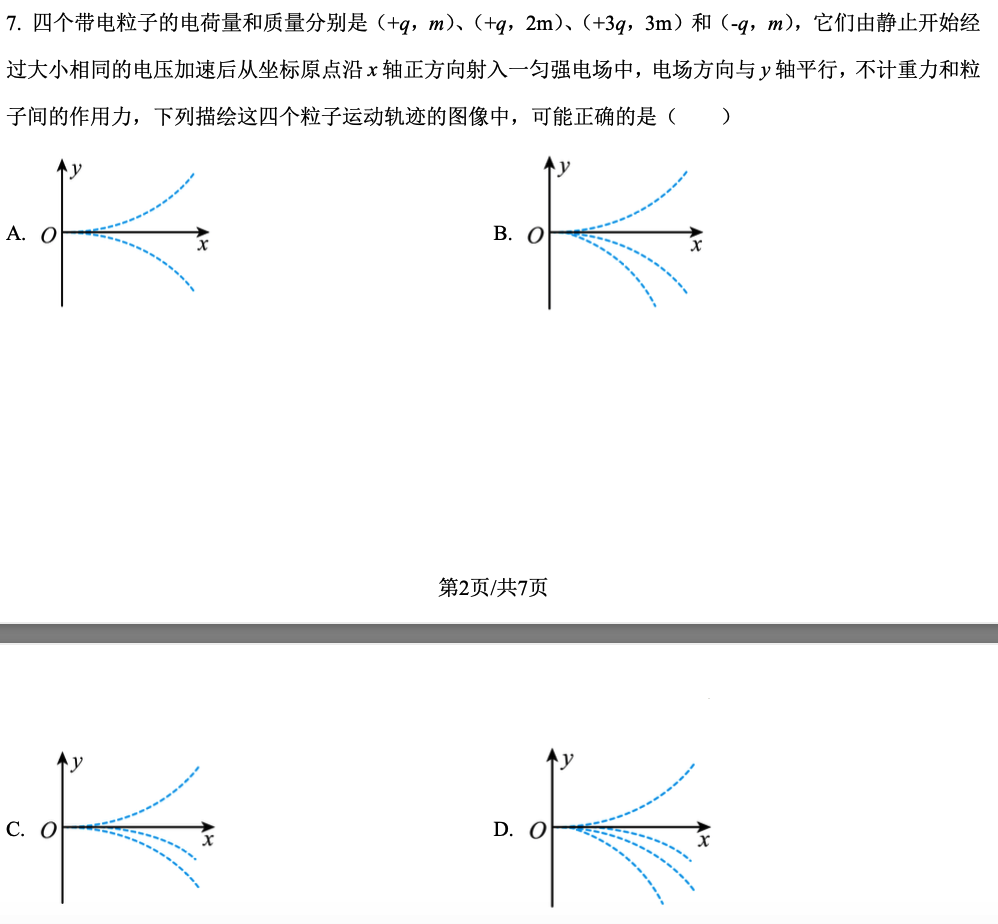 7. 四个带电粒子的电荷量和质量分别是（+q，m）、（+q，2m）、（+3q，3m）和（-q，m），它们由静止开始经
过大小相同的电压加速后从坐标原点沿 x 轴正方向射入一匀强电场中，电场方向与 y 轴平行，不计重力和粒
子间的作用力，下列描绘这四个粒子运动轨迹的图像中，可能正确的是（　　）
A. O y x
B. O y x
第2页/共7页
C. O y x
D. O y x